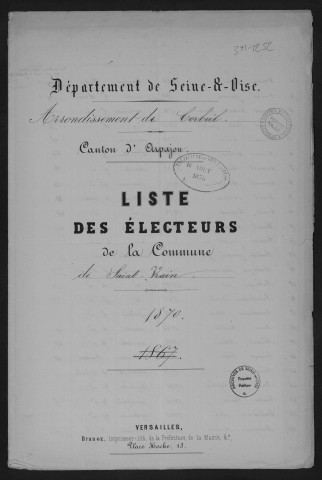 Département de Seine-&-Oise.
Arrondissement de Corbeil
Canton d'Arpajon
LISTE
DES ÉLECTEURS
de la Commune
de Saint Vrain
1870.
1867.
VERSAILLES,
Brunox, imprimeur-lith. de la Préfecture, de la Mairie, &ª,
Place Hoche, 13.